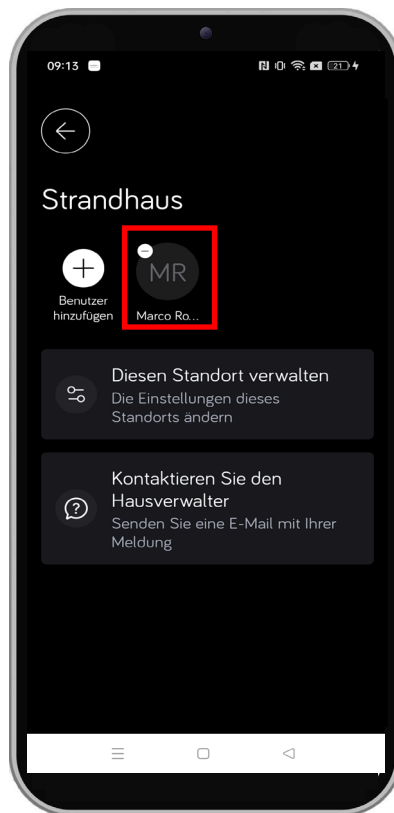 09:13
21
Strandhaus
MR
Benutzer
hinzufügen
Marco Ro...
Diesen Standort verwalten
Die Einstellungen dieses
Standorts ändern
Kontaktieren Sie den
Hausverwalter
Senden Sie eine E-Mail mit Ihrer
Meldung